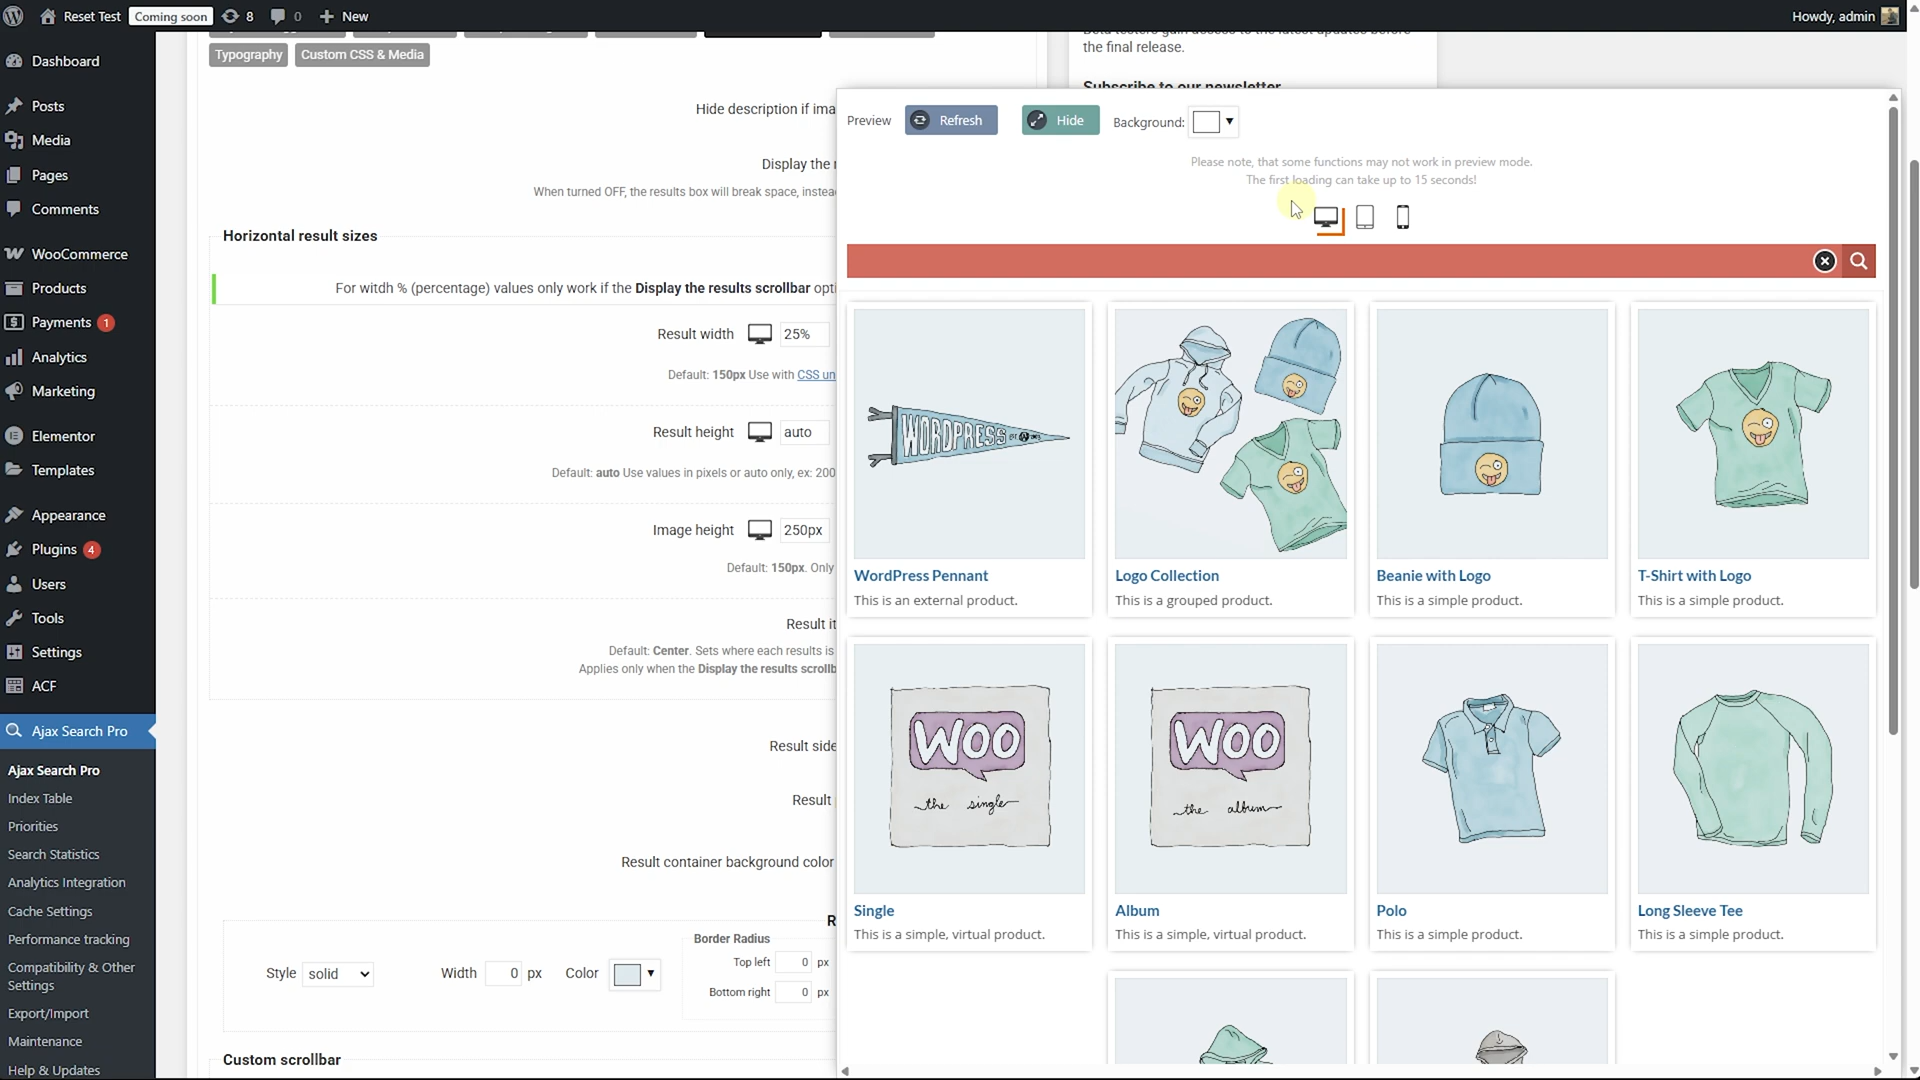 Reset Test
Coming soon
8
0
New
Howdy, admin
Dashboard
Posts
Media
Pages
Comments
WooCommerce
Products
Payments 1
Analytics
Marketing
Elementor
Templates
Appearance
Plugins 4
Users
Tools
Settings
ACF
Ajax Search Pro
Ajax Search Pro
Index Table
Priorities
Search Statistics
Analytics Integration
Cache Settings
Performance tracking
Compatibility & Other
Settings
Export/Import
Maintenance
Help & Updates
Typography
Custom CSS & Media
the final release.
Subscribe to our newsletter
Hide description if ima
Display the r
When turned OFF, the results box will break space, instea
Horizontal result sizes
For witdh % (percentage) values only work if the Display the results scrollbar opti
Result width 25%
Default: 150px Use with CSS un
Result height auto
Default: auto Use values in pixels or auto only, ex: 200
Image height 250px
Default: 150px. Only
Result it
Default: Center. Sets where each results is
Applies only when the Display the results scrollb
Result side
Result
Result container background color
R
Style solid Width 0 px Color
Border Radius
Top left 0 px
Bottom right 0 px
Custom scrollbar
Preview Refresh Hide Background:
Please note, that some functions may not work in preview mode.
The first loading can take up to 15 seconds!
WORDPRESS
WordPress Pennant
This is an external product.
Logo Collection
This is a grouped product.
Beanie with Logo
This is a simple product.
T-Shirt with Logo
This is a simple product.
WOO
the single
Single
This is a simple, virtual product.
WOO
the album
Album
This is a simple, virtual product.
Polo
This is a simple product.
Long Sleeve Tee
This is a simple product.